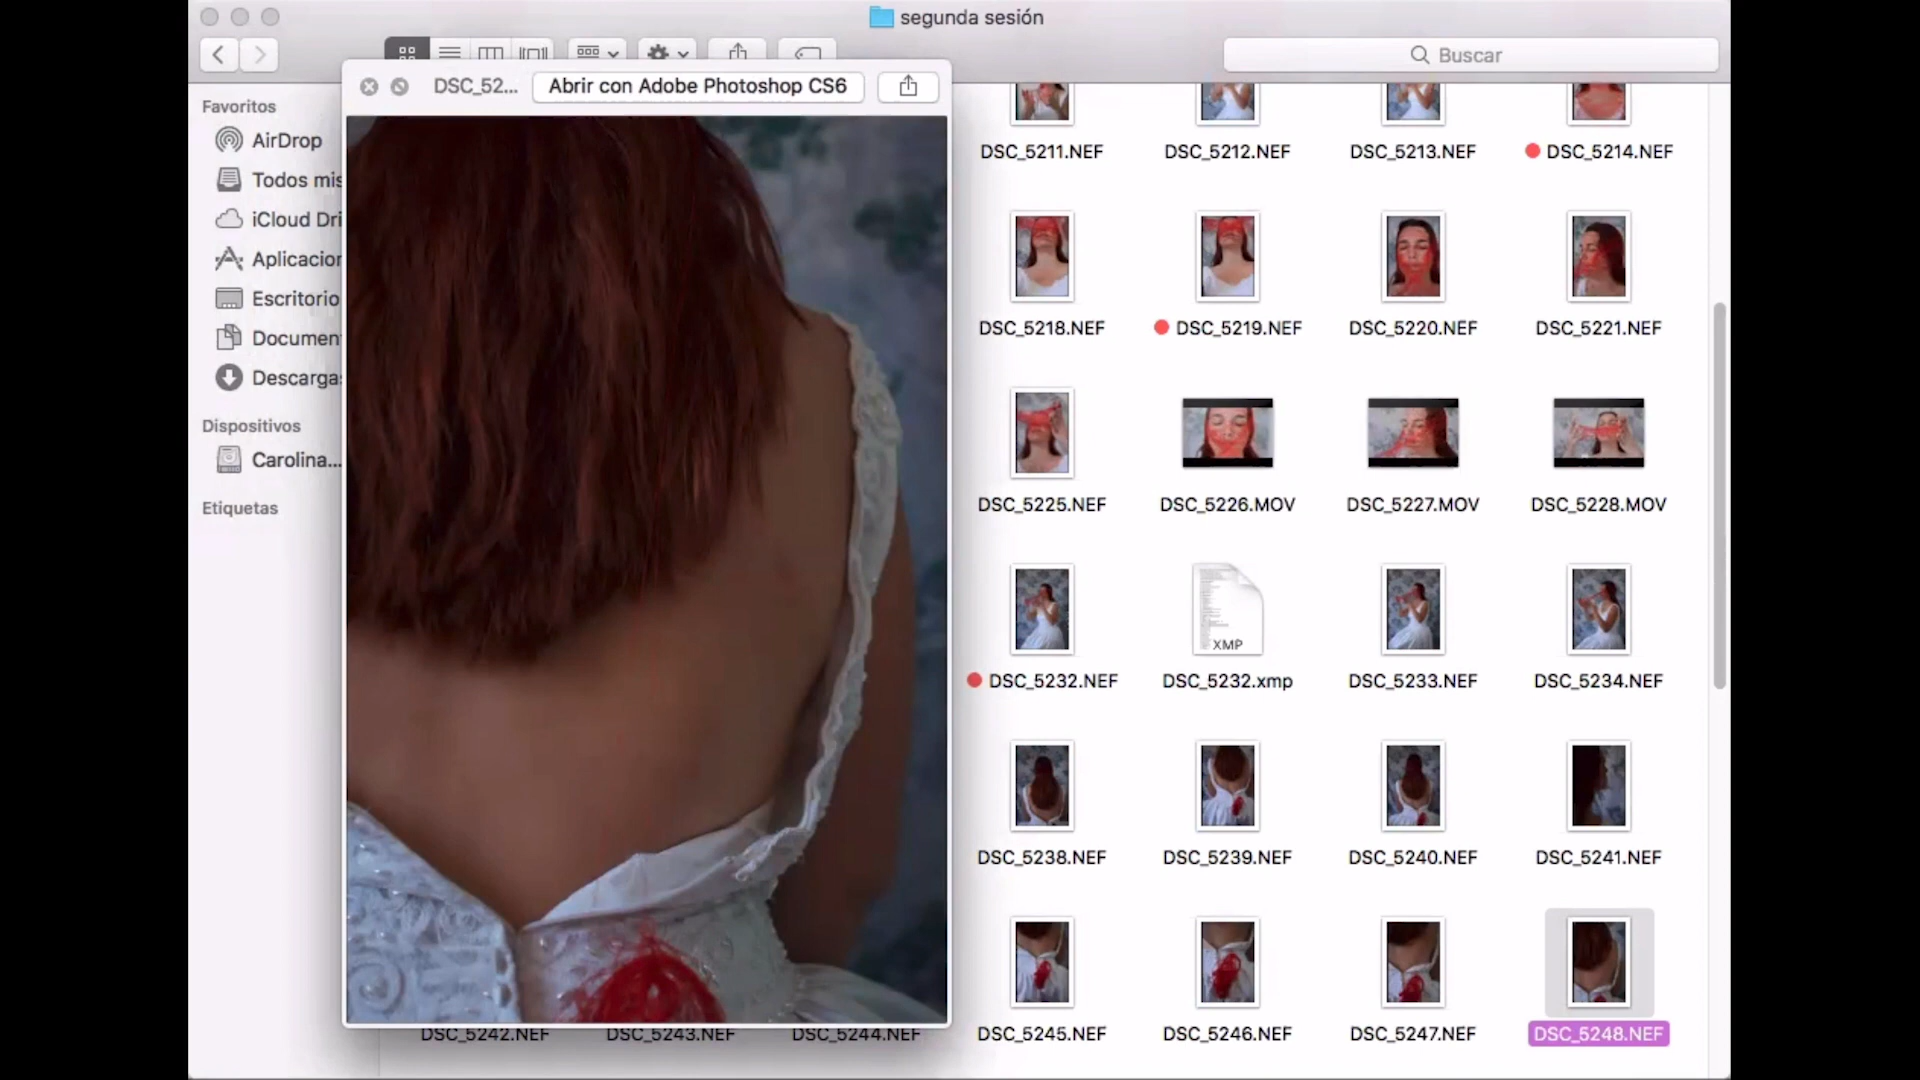 segunda sesión
Buscar
DSC_52...
Abrir con Adobe Photoshop CS6
Favoritos
AirDrop
Todos mis
iCloud Dri
Aplicacion
Escritorio
Documen
Descargas
Dispositivos
Carolina...
Etiquetas
DSC_5211.NEF
DSC_5212.NEF
DSC_5213.NEF
DSC_5214.NEF
DSC_5218.NEF
DSC_5219.NEF
DSC_5220.NEF
DSC_5221.NEF
DSC_5225.NEF
DSC_5226.MOV
DSC_5227.MOV
DSC_5228.MOV
XMP
DSC_5232.NEF
DSC_5232.xmp
DSC_5233.NEF
DSC_5234.NEF
DSC_5238.NEF
DSC_5239.NEF
DSC_5240.NEF
DSC_5241.NEF
DSC_5242.NEF
DSC_5243.NEF
DSC_5244.NEF
DSC_5245.NEF
DSC_5246.NEF
DSC_5247.NEF
DSC_5248.NEF